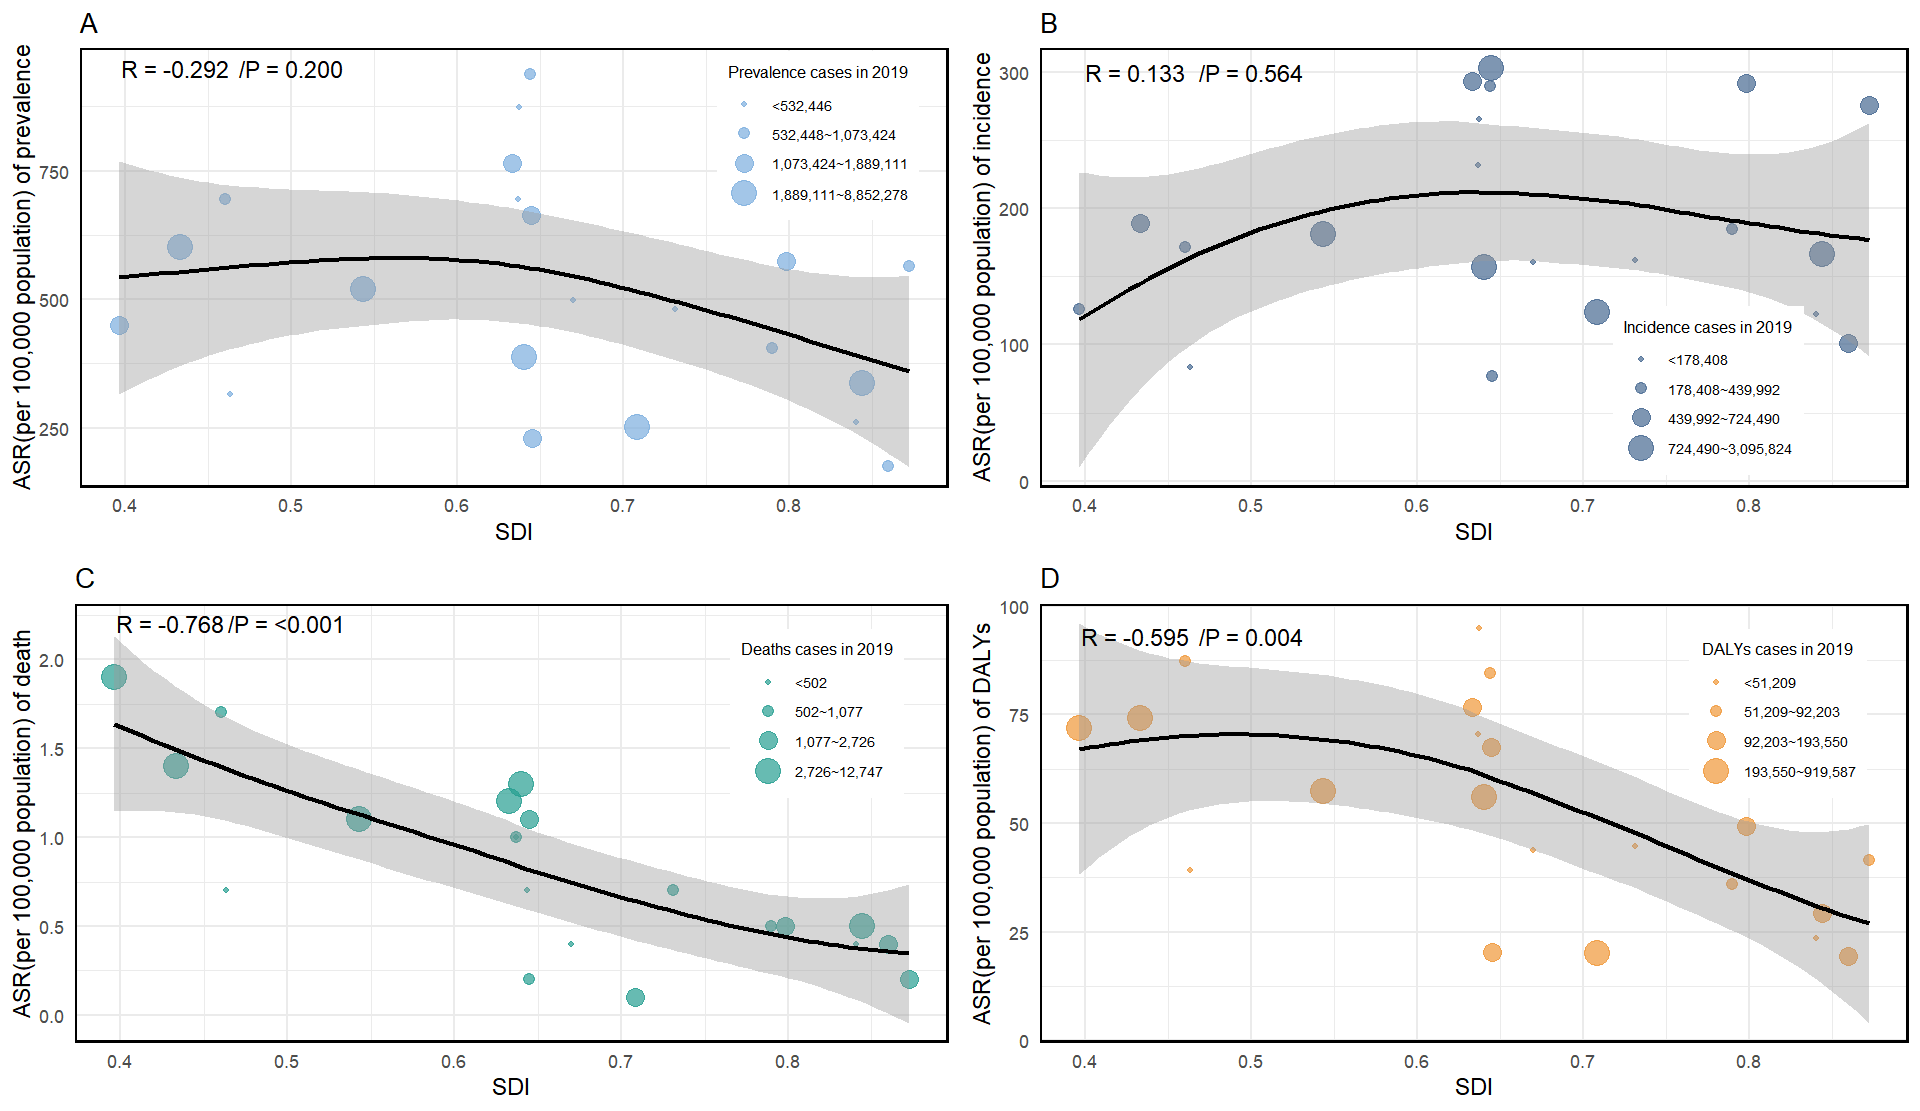 A
R = -0.292 /P = 0.200
Prevalence cases in 2019
<532,446
532,448~1,073,424
1,073,424~1,889,111
1,889,111~8,852,278
ASR(per 100,000 population) of prevalence
750
500
250
0.4 0.5 0.6 0.7 0.8
SDI
B
R = 0.133 /P = 0.564
Incidence cases in 2019
<178,408
178,408~439,992
439,992~724,490
724,490~3,095,824
ASR(per 100,000 population) of incidence
300
200
100
0
0.4 0.5 0.6 0.7 0.8
SDI
C
R = -0.768 /P = <0.001
Deaths cases in 2019
<502
502~1,077
1,077~2,726
2,726~12,747
ASR(per 100,000 population) of death
2.0
1.5
1.0
0.5
0.0
0.4 0.5 0.6 0.7 0.8
SDI
D
R = -0.595 /P = 0.004
DALYs cases in 2019
<51,209
51,209~92,203
92,203~193,550
193,550~919,587
ASR(per 100,000 population) of DALYs
100
75
50
25
0
0.4 0.5 0.6 0.7 0.8
SDI